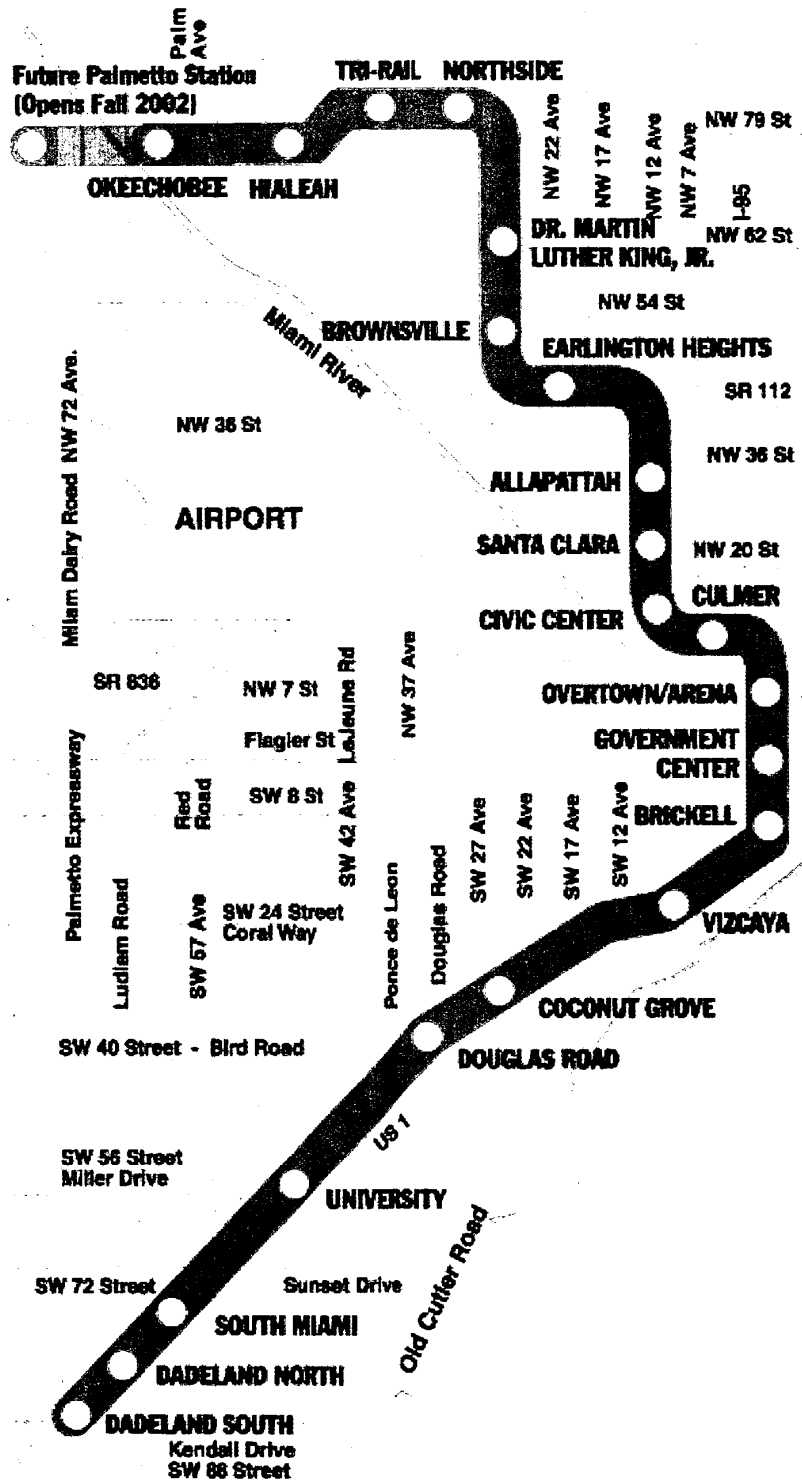 Palm
Ave
Future Palmetto Station
(Opens Fall 2002)
TRI-RAIL
NORTHSIDE
OKEECHOBEE
HIALEAH
NW 22 Ave
NW 17 Ave
NW 12 Ave
NW 7 Ave
I-95
NW 79 St
DR. MARTIN
LUTHER KING, JR.
NW 62 St
NW 54 St
Miami River
BROWNSVILLE
EARLINGTON HEIGHTS
SR 112
Milam Dairy Road NW 72 Ave.
NW 36 St
NW 36 St
ALLAPATTAH
AIRPORT
SANTA CLARA
NW 20 St
CULMER
CIVIC CENTER
SR 836
NW 7 St
LeJeune Rd
NW 37 Ave
OVERTOWN/ARENA
Flagler St
GOVERNMENT
CENTER
Palmetto Expressway
Red
Road
SW 8 St
SW 42 Ave
SW 27 Ave
SW 22 Ave
SW 17 Ave
SW 12 Ave
BRICKELL
Ludlam Road
SW 57 Ave
SW 24 Street
Coral Way
Ponce de Leon
Douglas Road
VIZCAYA
COCONUT GROVE
SW 40 Street - Bird Road
DOUGLAS ROAD
US 1
SW 56 Street
Miller Drive
UNIVERSITY
Old Cutler Road
SW 72 Street
Sunset Drive
SOUTH MIAMI
DADELAND NORTH
DADELAND SOUTH
Kendall Drive
SW 88 Street